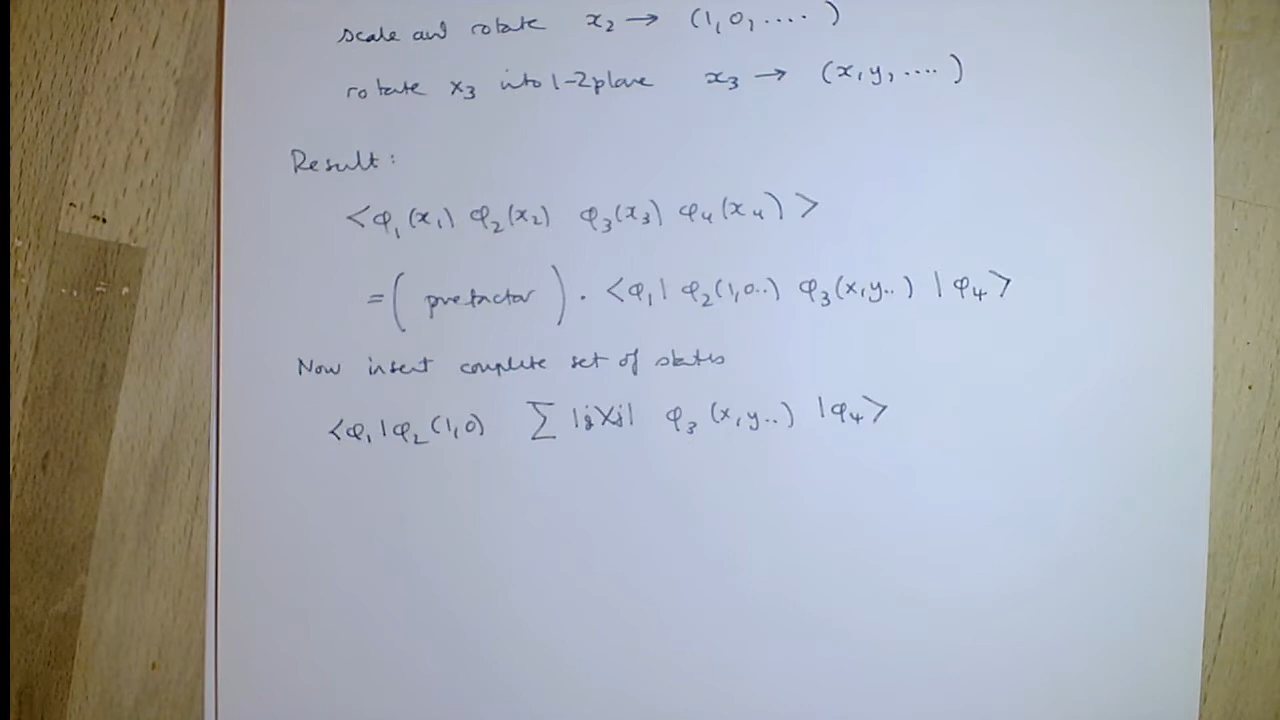 scale and rotate x₂ → (1, 0, .... )
rotate x₃ into 1-2 plane x₃ → (x, y, .... )
Result:
<φ₁(x₁) φ₂(x₂) φ₃(x₃) φ₄(x₄)>
= ( prefactor ) . <φ₁| φ₂(1,0..) φ₃(x,y..) |φ₄>
Now insert complete set of states
<φ₁|φ₂(1,0) ∑ |j><j| φ₃(x,y..) |φ₄>